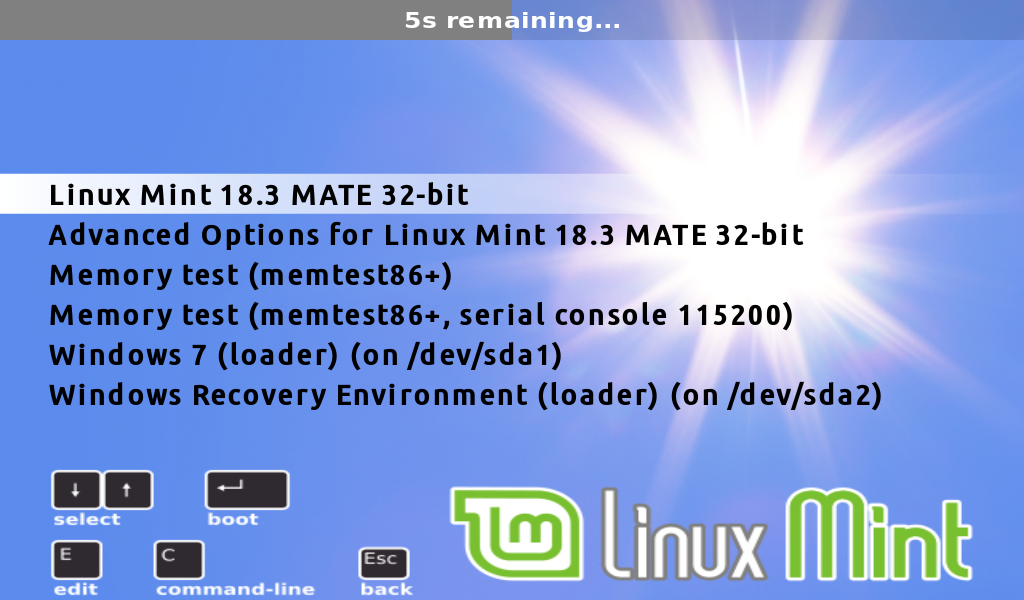 5s remaining...
Linux Mint 18.3 MATE 32-bit
Advanced Options for Linux Mint 18.3 MATE 32-bit
Memory test (memtest86+)
Memory test (memtest86+, serial console 115200)
Windows 7 (loader) (on /dev/sda1)
Windows Recovery Environment (loader) (on /dev/sda2)
↓ ↑
select boot
E C Esc
edit command-line back
lm Linux Mint